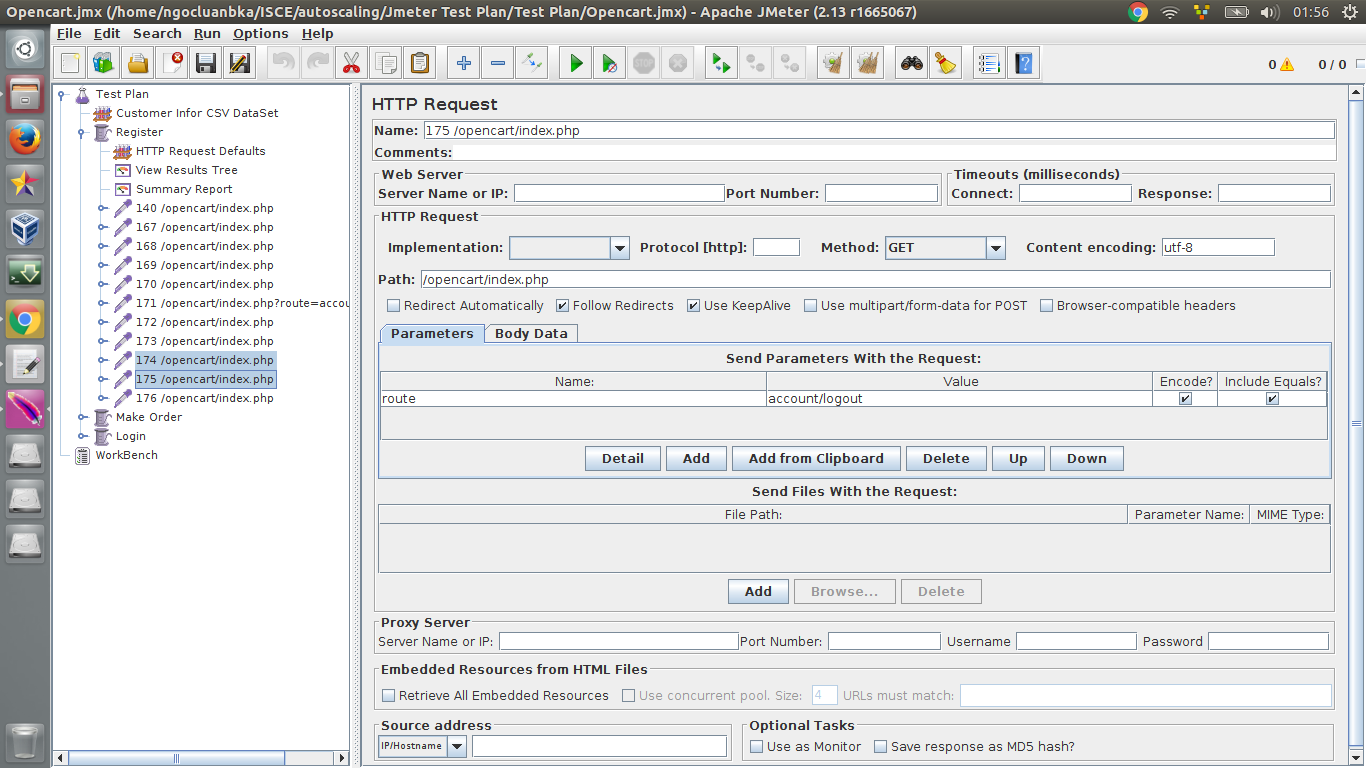 Opencart.jmx (/home/ngocluanbka/ISCE/autoscaling/Jmeter Test Plan/Test Plan/Opencart.jmx) - Apache JMeter (2.13 r1665067) 01:56
File Edit Search Run Options Help
0 0 / 0
Test Plan
Customer Infor CSV DataSet
Register
HTTP Request Defaults
View Results Tree
Summary Report
140 /opencart/index.php
167 /opencart/index.php
168 /opencart/index.php
169 /opencart/index.php
170 /opencart/index.php
171 /opencart/index.php?route=accou
172 /opencart/index.php
173 /opencart/index.php
174 /opencart/index.php
175 /opencart/index.php
176 /opencart/index.php
Make Order
Login
WorkBench
HTTP Request
Name: 175 /opencart/index.php
Comments:
Web Server
Server Name or IP: Port Number:
Timeouts (milliseconds)
Connect: Response:
HTTP Request
Implementation: Protocol [http]: Method: GET Content encoding: utf-8
Path: /opencart/index.php
Redirect Automatically Follow Redirects Use KeepAlive Use multipart/form-data for POST Browser-compatible headers
Parameters Body Data
Send Parameters With the Request:
Name: Value Encode? Include Equals?
route account/logout
Detail Add Add from Clipboard Delete Up Down
Send Files With the Request:
File Path: Parameter Name: MIME Type:
Add Browse... Delete
Proxy Server
Server Name or IP: Port Number: Username Password
Embedded Resources from HTML Files
Retrieve All Embedded Resources Use concurrent pool. Size: 4 URLs must match:
Source address
IP/Hostname
Optional Tasks
Use as Monitor Save response as MD5 hash?